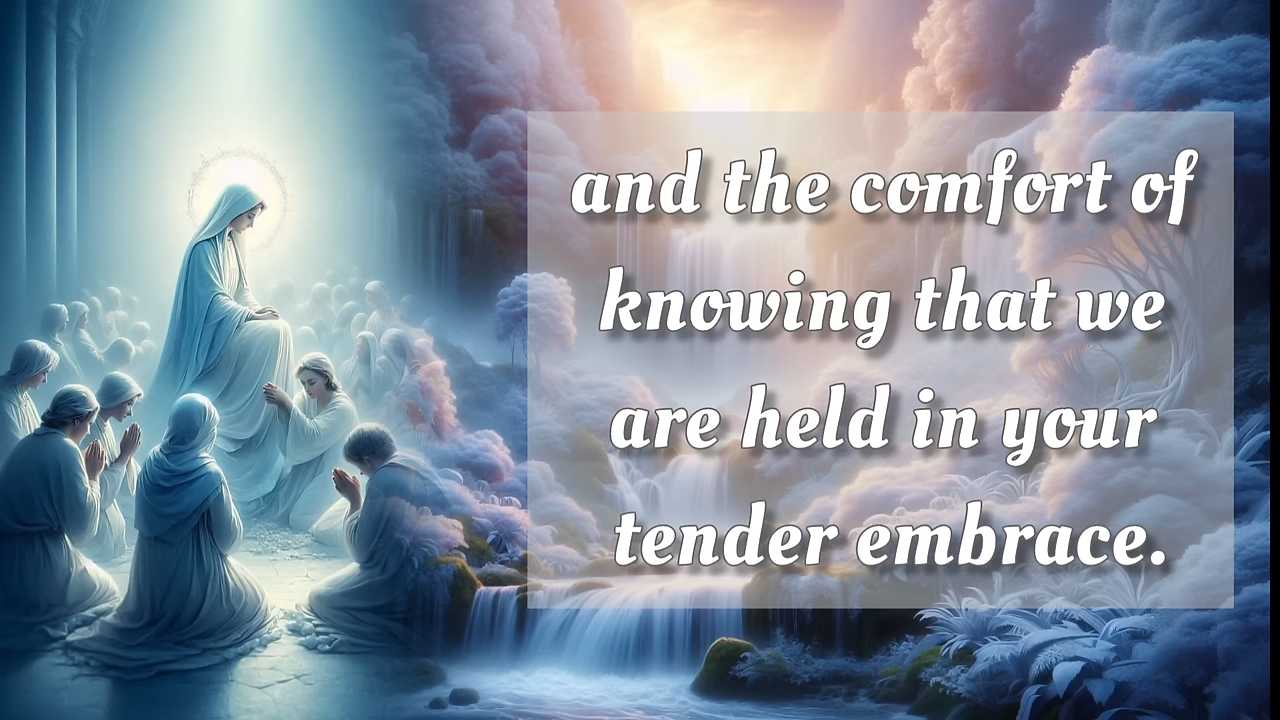 and the comfort of
knowing that we
are held in your
tender embrace.